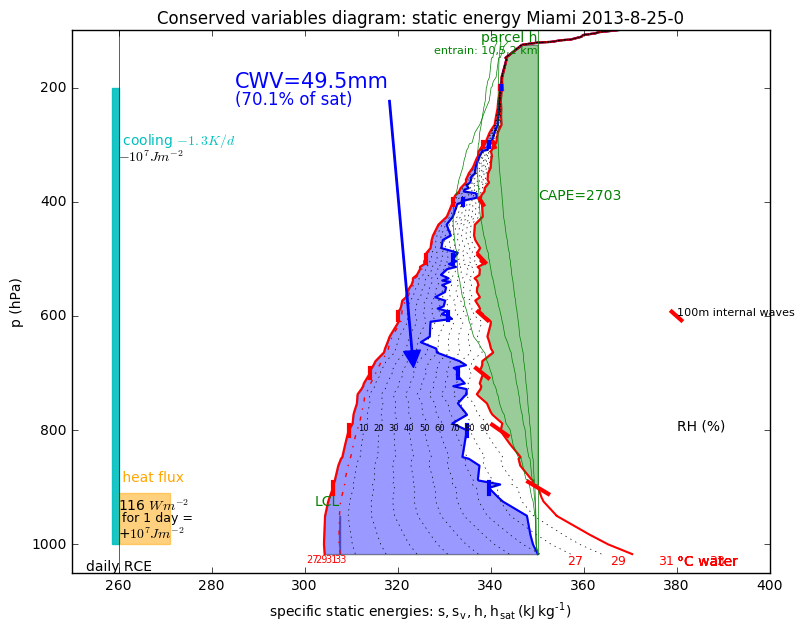 Conserved variables diagram: static energy Miami 2013-8-25-0
parcel h
entrain: 10,5,2 km
CWV=49.5mm
(70.1% of sat)
cooling −1.3K/d
−10⁷Jm⁻²
CAPE=2703
100m internal waves
RH (%)
10 20 30 40 50 60 70 80 90
heat flux
LCL
116 Wm⁻²
for 1 day =
+10⁷Jm⁻²
daily RCE
27 29 31 33
27 29 31 °C water
200
400
600
800
1000
p (hPa)
260 280 300 320 340 360 380 400
specific static energies: s, sᵥ, h, hₛₐₜ (kJ kg⁻¹)